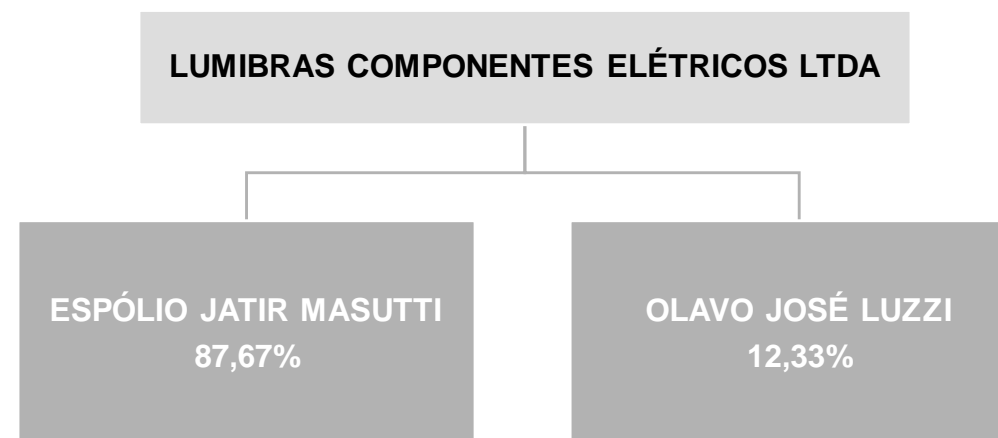 LUMIBRAS COMPONENTES ELÉTRICOS LTDA
ESPÓLIO JATIR MASUTTI
87,67%
OLAVO JOSÉ LUZZI
12,33%